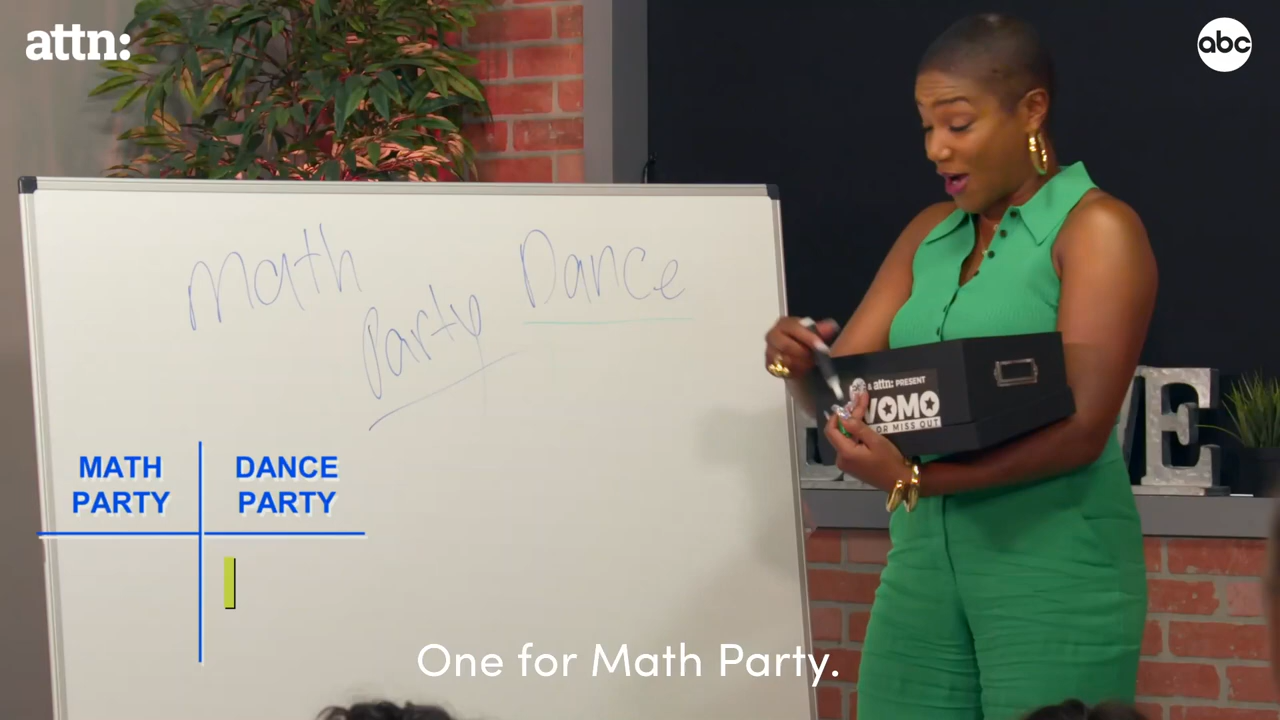 attn:
abc
Math
Dance
Party
& attn: PRESENT
VOMO
OR MISS OUT
MATH
PARTY
DANCE
PARTY
VE
One for Math Party.